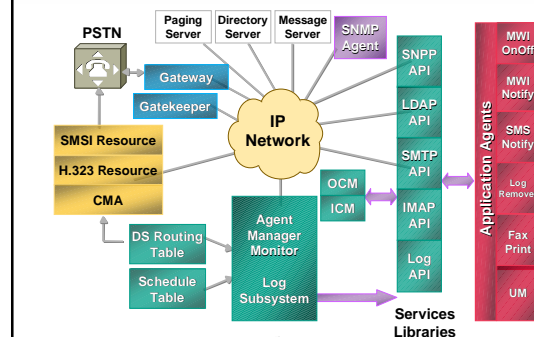 PSTN
Paging
Server
Directory
Server
Message
Server
SNMP
Agent
Gateway
Gatekeeper
IP
Network
SMSI Resource
H.323 Resource
CMA
DS Routing
Table
Schedule
Table
Agent
Manager
Monitor
Log
Subsystem
OCM
ICM
SNPP
API
LDAP
API
SMTP
API
IMAP
API
Log
API
Services
Libraries
Application Agents
MWI
OnOff
MWI
Notify
SMS
Notify
Log
Remover
Fax
Print
UM